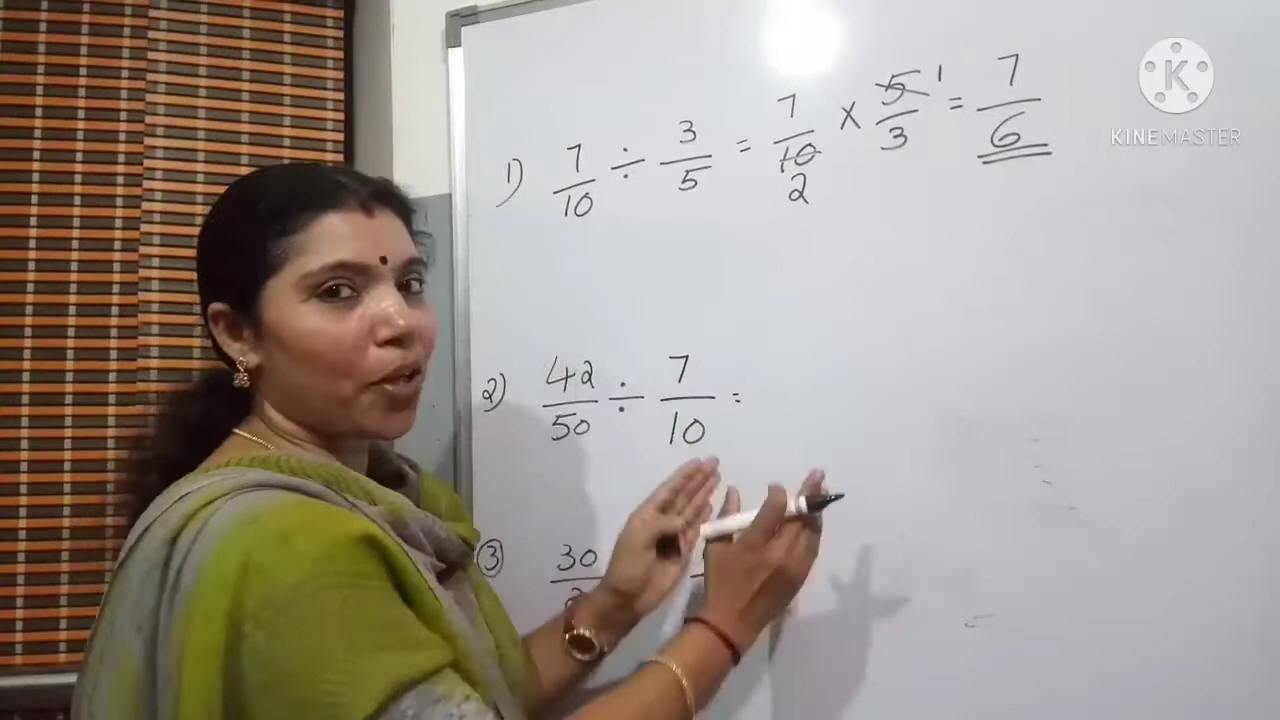 1) 7/10 ÷ 3/5 = 7/10 × 5/3 = 7/6
2 1
2) 42/50 ÷ 7/10 =
3 30
K
KINEMASTER